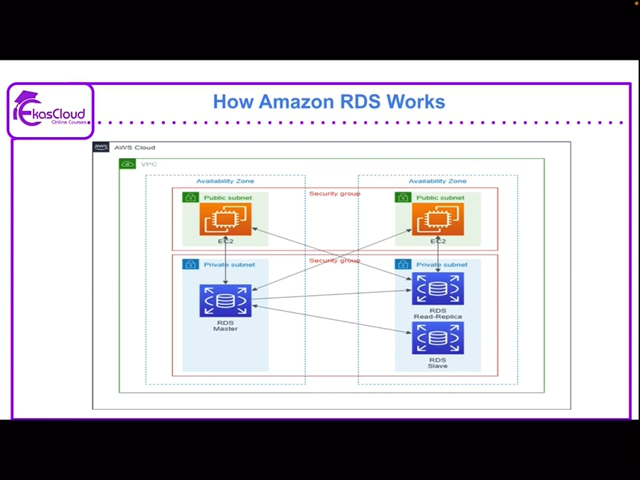 EkasCloud
Online Courses
How Amazon RDS Works
aws
AWS Cloud
VPC
Availability Zone
Availability Zone
Security group
Public subnet
Public subnet
EC2
EC2
Security group
Private subnet
Private subnet
RDS
Master
RDS
Read-Replica
RDS
Slave